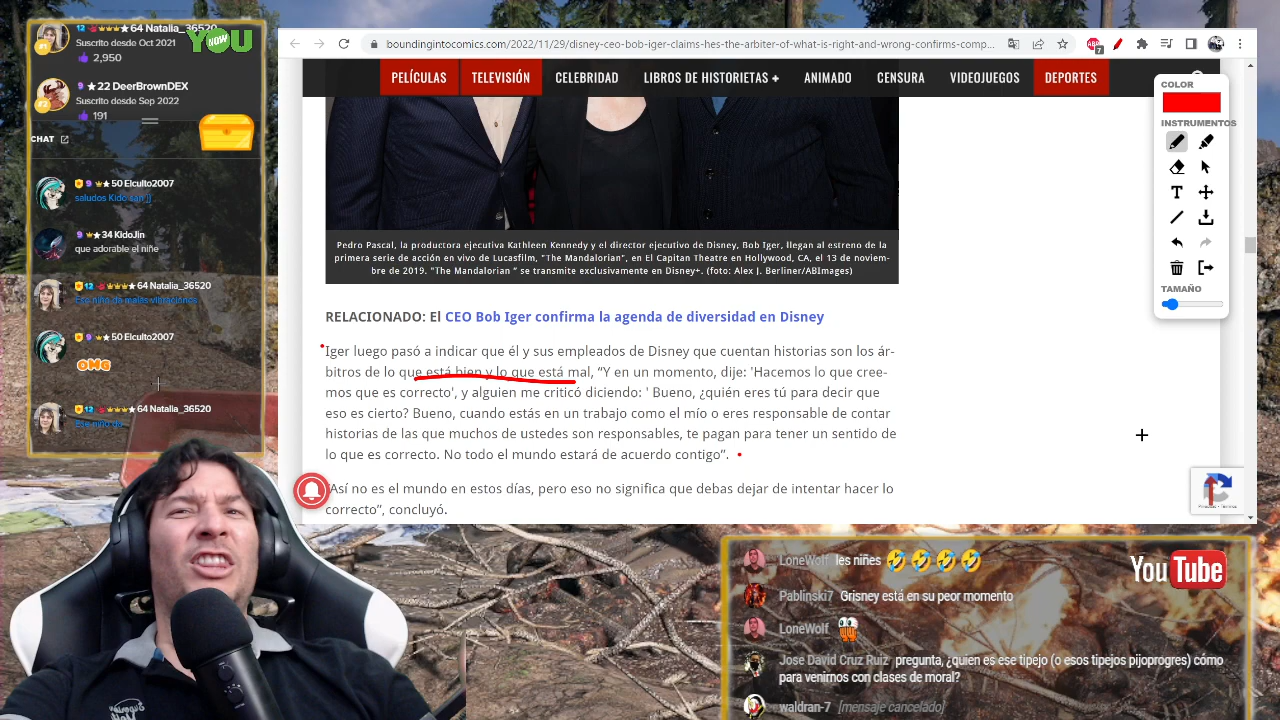 12 64 Natalia_36520
Suscrito desde Oct 2021
2,950
#1
YOU
NOW
9 22 DeerBrownDEX
Suscrito desde Sep 2022
191
#2
CHAT
9 50 Elculto2007
saludos Kido san jj
9 34 KidoJin
que adorable el niñe
12 64 Natalia_36520
Ese niño da malas vibraciones
9 50 Elculto2007
OMG
12 64 Natalia_36520
Ese niño da
boundingintocomics.com/2022/11/29/disney-ceo-bob-iger-claims-hes-the-arbiter-of-what-is-right-and-wrong-confirms-comp...
PELÍCULAS TELEVISIÓN CELEBRIDAD LIBROS DE HISTORIETAS + ANIMADO CENSURA VIDEOJUEGOS DEPORTES
Pedro Pascal, la productora ejecutiva Kathleen Kennedy y el director ejecutivo de Disney, Bob Iger, llegan al estreno de la
primera serie de acción en vivo de Lucasfilm, "The Mandalorian", en El Capitan Theatre en Hollywood, CA, el 13 de noviem-
bre de 2019. "The Mandalorian " se transmite exclusivamente en Disney+. (foto: Alex J. Berliner/ABImages)
RELACIONADO: El CEO Bob Iger confirma la agenda de diversidad en Disney
Iger luego pasó a indicar que él y sus empleados de Disney que cuentan historias son los ár-
bitros de lo que está bien y lo que está mal, “Y en un momento, dije: 'Hacemos lo que cree-
mos que es correcto', y alguien me criticó diciendo: ' Bueno, ¿quién eres tú para decir que
eso es cierto? Bueno, cuando estás en un trabajo como el mío o eres responsable de contar
historias de las que muchos de ustedes son responsables, te pagan para tener un sentido de
lo que es correcto. No todo el mundo estará de acuerdo contigo”.
“Así no es el mundo en estos días, pero eso no significa que debas dejar de intentar hacer lo
correcto”, concluyó.
COLOR
INSTRUMENTOS
T
TAMAÑO
LoneWolf les niñes
Pablinski7 Grisney está en su peor momento
LoneWolf
Jose David Cruz Ruiz pregunta, ¿quien es ese tipejo (o esos tipejos pijoprogres) cómo
para venirnos con clases de moral?
waldran-7 [mensaje cancelado]
YouTube